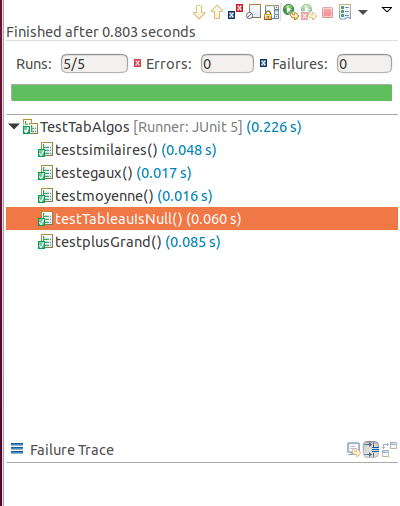 Finished after 0.803 seconds
Runs: 5/5 Errors: 0 Failures: 0
TestTabAlgos [Runner: JUnit 5] (0.226 s)
testsimilaires() (0.048 s)
testegaux() (0.017 s)
testmoyenne() (0.016 s)
testTableauIsNull() (0.060 s)
testplusGrand() (0.085 s)
Failure Trace